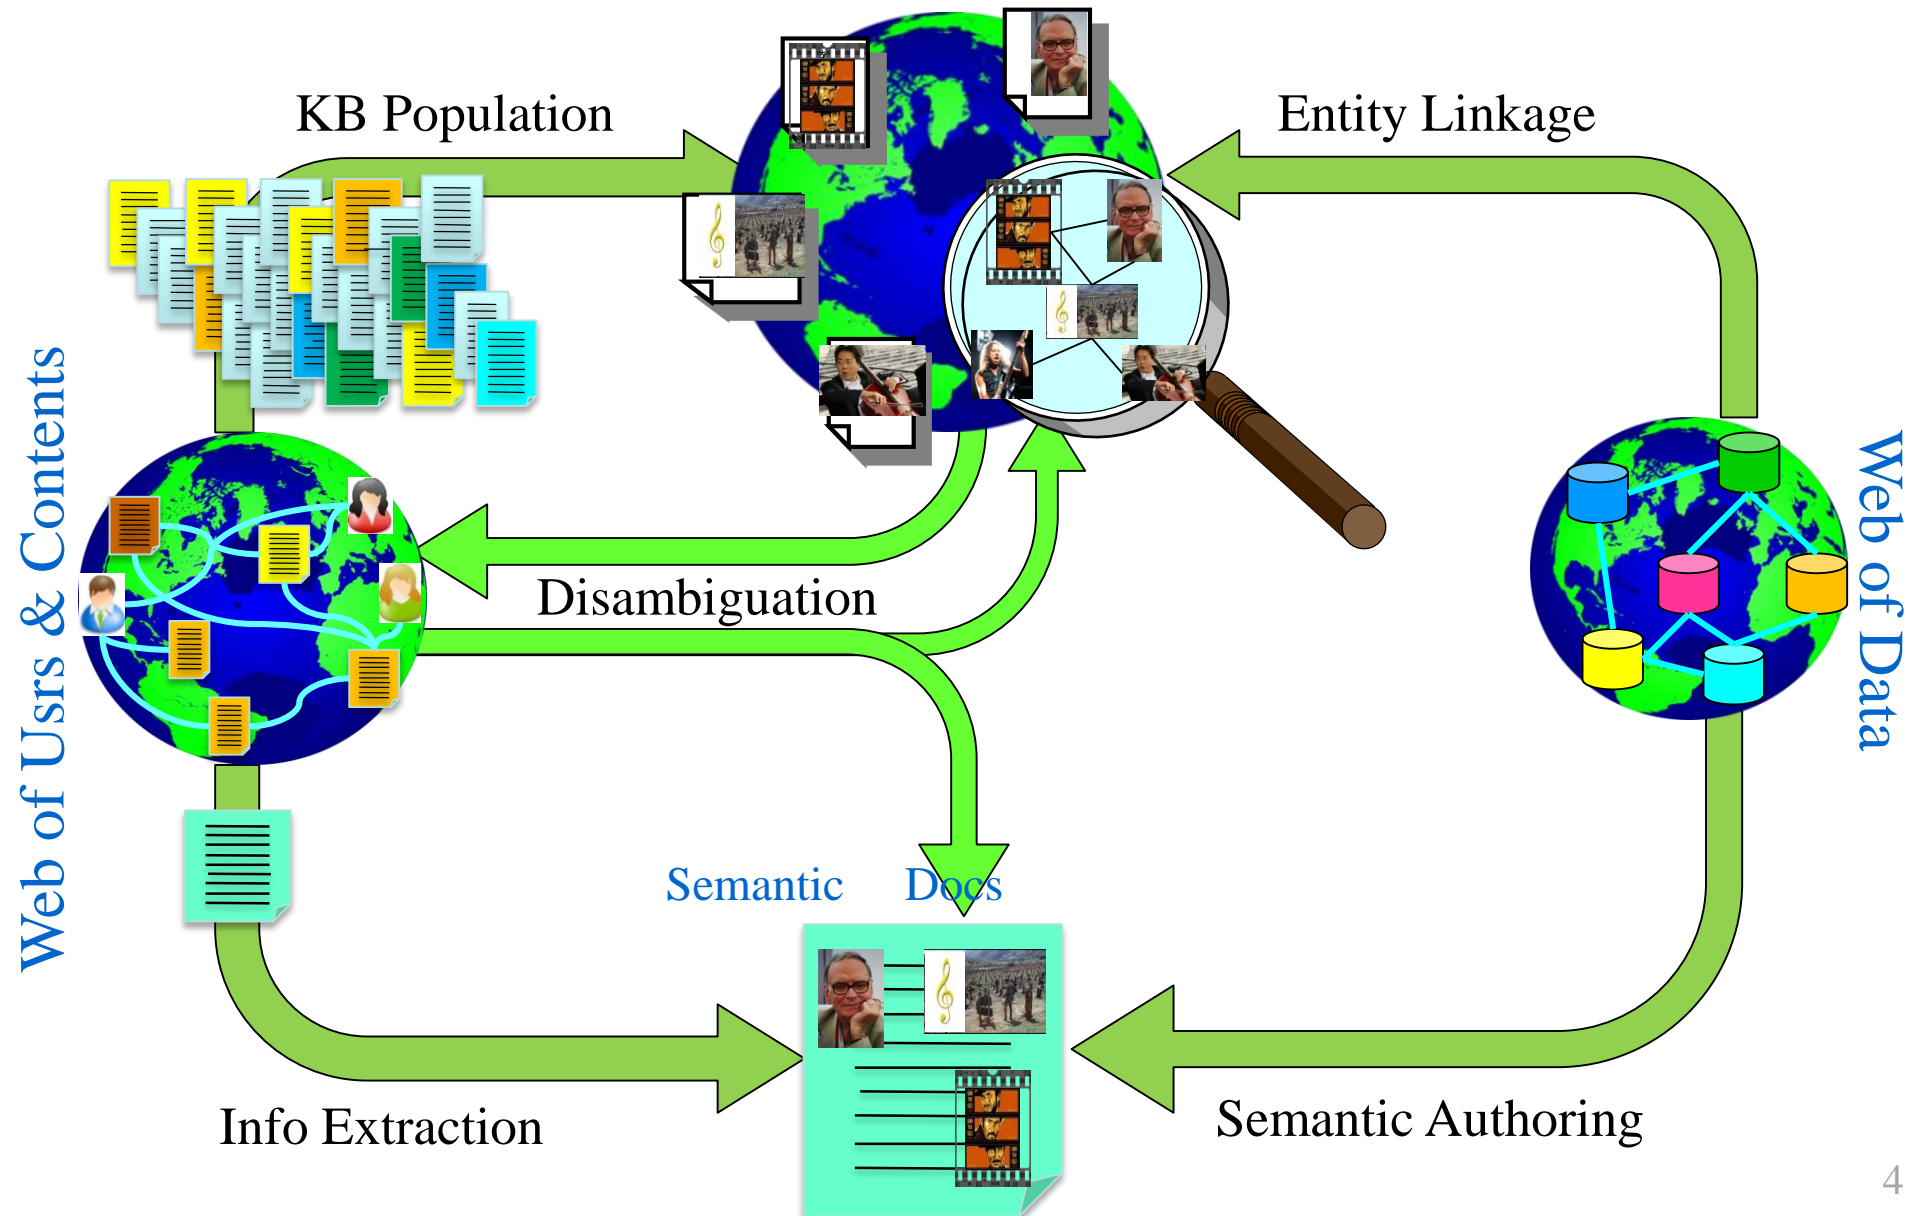 KB Population
Entity Linkage
Web of Usrs & Contents
Web of Data
Disambiguation
Semantic Docs
Info Extraction
Semantic Authoring
4